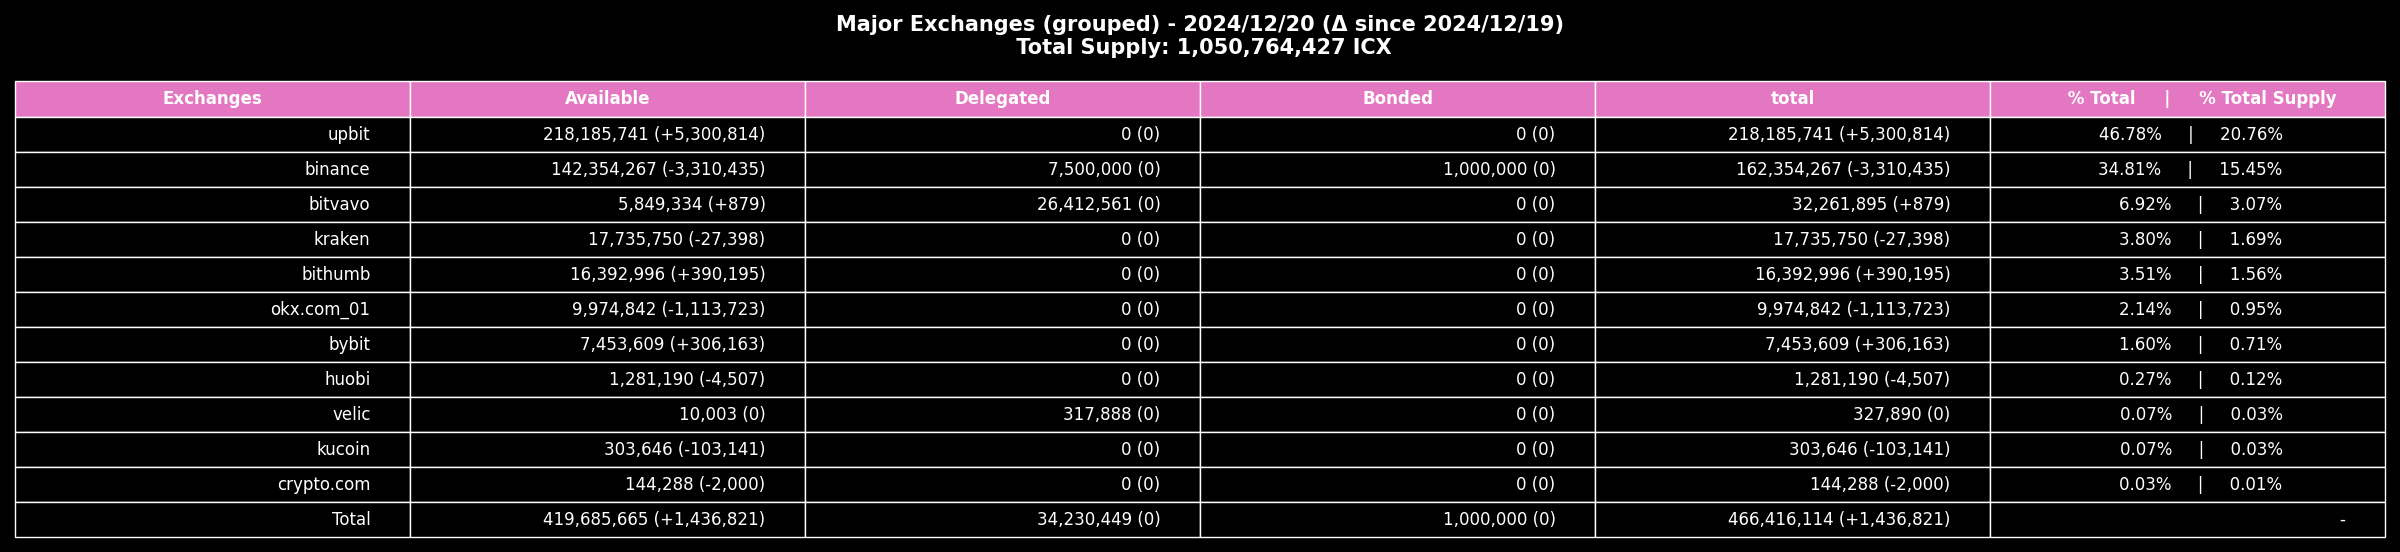 Major Exchanges (grouped) - 2024/12/20 (Δ since 2024/12/19)
Total Supply: 1,050,764,427 ICX
Exchanges Available Delegated Bonded total % Total | % Total Supply
upbit 218,185,741 (+5,300,814) 0 (0) 0 (0) 218,185,741 (+5,300,814) 46.78% | 20.76%
binance 142,354,267 (-3,310,435) 7,500,000 (0) 1,000,000 (0) 162,354,267 (-3,310,435) 34.81% | 15.45%
bitvavo 5,849,334 (+879) 26,412,561 (0) 0 (0) 32,261,895 (+879) 6.92% | 3.07%
kraken 17,735,750 (-27,398) 0 (0) 0 (0) 17,735,750 (-27,398) 3.80% | 1.69%
bithumb 16,392,996 (+390,195) 0 (0) 0 (0) 16,392,996 (+390,195) 3.51% | 1.56%
okx.com_01 9,974,842 (-1,113,723) 0 (0) 0 (0) 9,974,842 (-1,113,723) 2.14% | 0.95%
bybit 7,453,609 (+306,163) 0 (0) 0 (0) 7,453,609 (+306,163) 1.60% | 0.71%
huobi 1,281,190 (-4,507) 0 (0) 0 (0) 1,281,190 (-4,507) 0.27% | 0.12%
velic 10,003 (0) 317,888 (0) 0 (0) 327,890 (0) 0.07% | 0.03%
kucoin 303,646 (-103,141) 0 (0) 0 (0) 303,646 (-103,141) 0.07% | 0.03%
crypto.com 144,288 (-2,000) 0 (0) 0 (0) 144,288 (-2,000) 0.03% | 0.01%
Total 419,685,665 (+1,436,821) 34,230,449 (0) 1,000,000 (0) 466,416,114 (+1,436,821) -